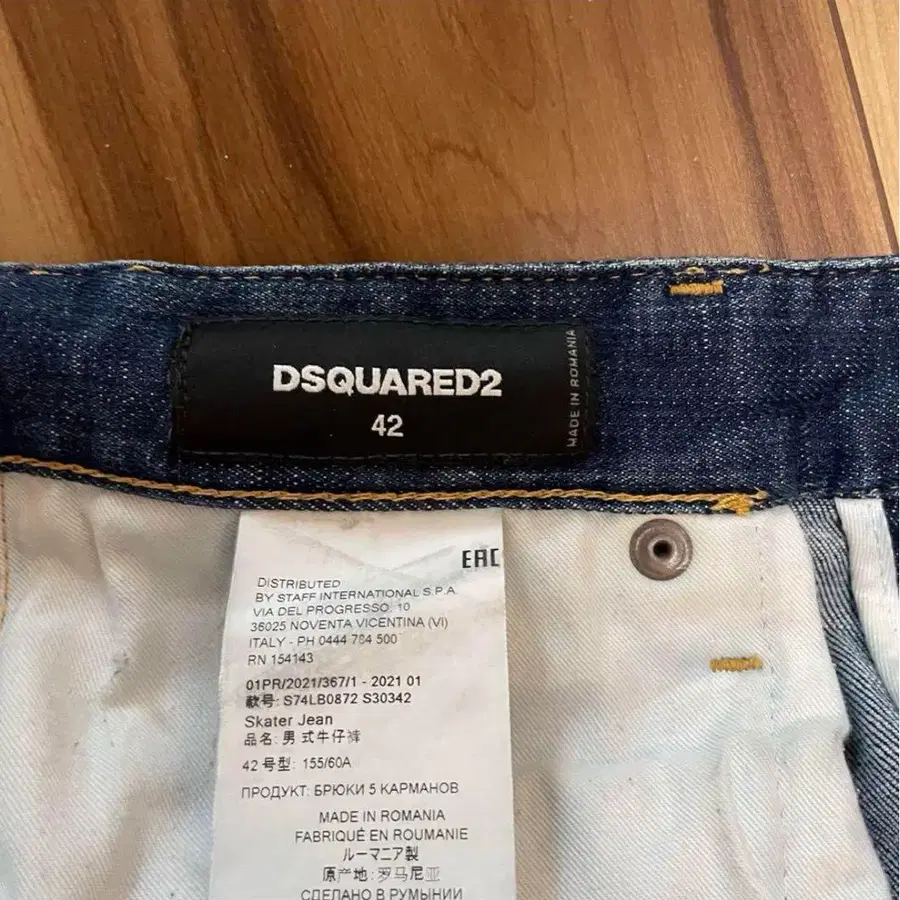 DSQUARED2
42
MADE IN ROMANIA
EAC
DISTRIBUTED
BY STAFF INTERNATIONAL S.P.A.
VIA DEL PROGRESSO, 10
36025 NOVENTA VICENTINA (VI)
ITALY - PH 0444 784 500
RN 154143
01PR/2021/367/1 - 2021 01
款号: S74LB0872 S30342
Skater Jean
品名: 男式牛仔裤
42 号型: 155/60A
ПРОДУКТ: БРЮКИ 5 КАРМАНОВ
MADE IN ROMANIA
FABRIQUÉ EN ROUMANIE
ルーマニア製
原产地: 罗马尼亚
СДЕЛАНО В РУМЫНИИ